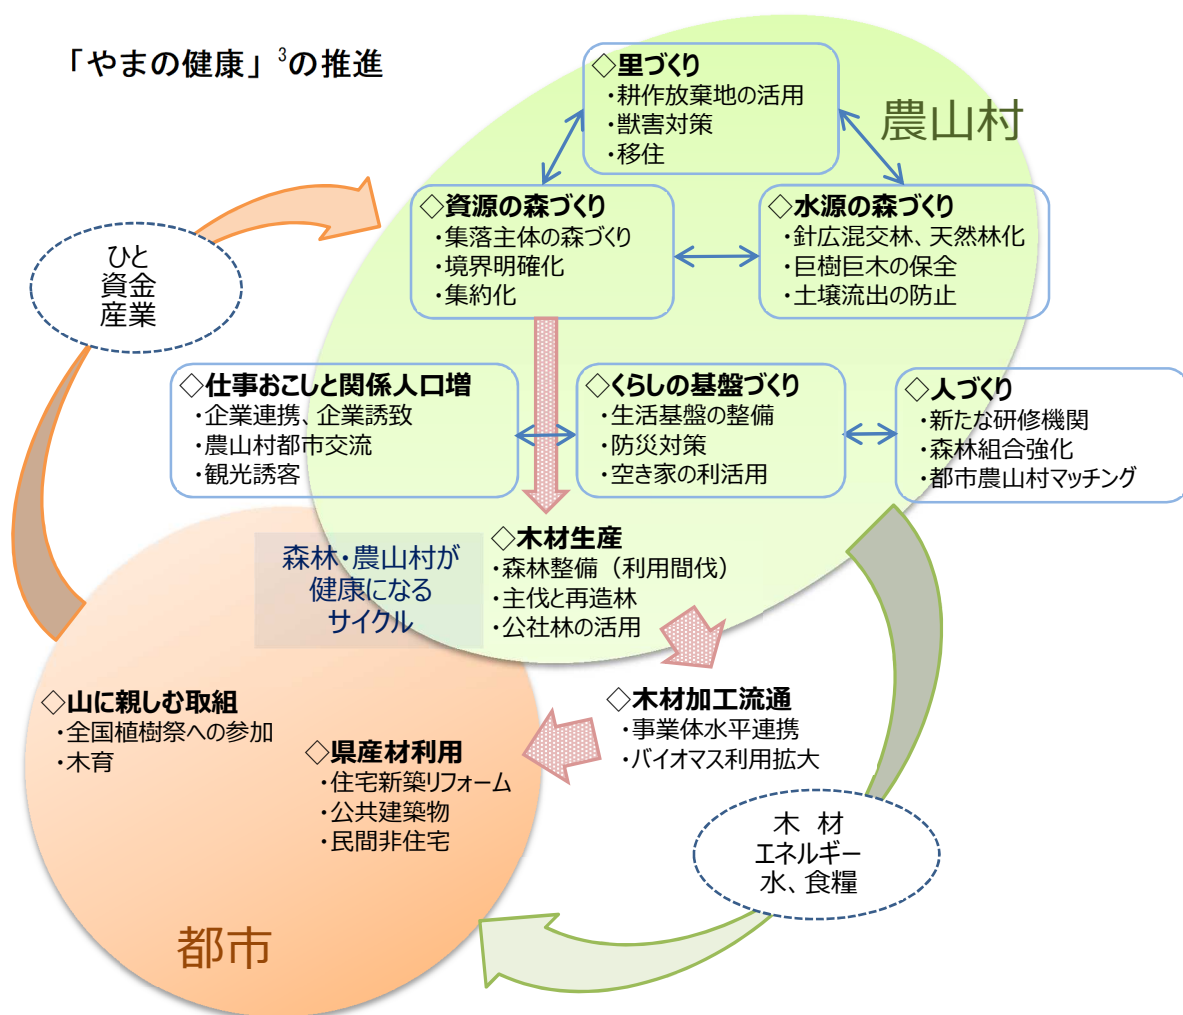 「やまの健康」³の推進
◇里づくり
・耕作放棄地の活用
・獣害対策
・移住
農山村
◇資源の森づくり
・集落主体の森づくり
・境界明確化
・集約化
◇水源の森づくり
・針広混交林、天然林化
・巨樹巨木の保全
・土壌流出の防止
ひと
資金
産業
◇仕事おこしと関係人口増
・企業連携、企業誘致
・農山村都市交流
・観光誘客
◇くらしの基盤づくり
・生活基盤の整備
・防災対策
・空き家の利活用
◇人づくり
・新たな研修機関
・森林組合強化
・都市農山村マッチング
森林・農山村が
健康になる
サイクル
◇木材生産
・森林整備（利用間伐）
・主伐と再造林
・公社林の活用
◇山に親しむ取組
・全国植樹祭への参加
・木育
◇県産材利用
・住宅新築リフォーム
・公共建築物
・民間非住宅
◇木材加工流通
・事業体水平連携
・バイオマス利用拡大
木 材
エネルギー
水、食糧
都市